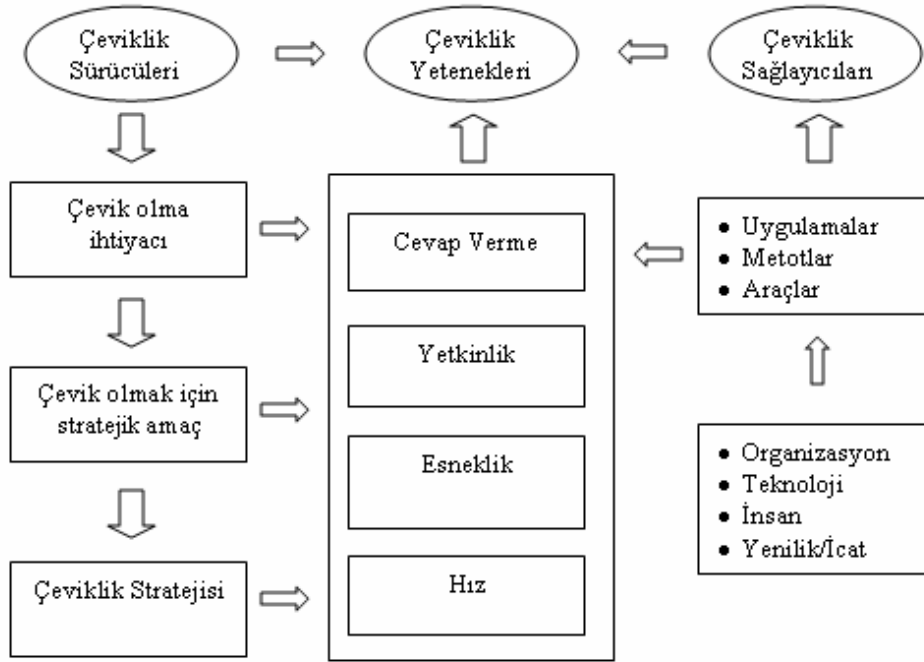 Çeviklik
Sürücüleri
Çeviklik
Yetenekleri
Çeviklik
Sağlayıcıları
Çevik olma
ihtiyacı
Çevik olmak için
stratejik amaç
Çeviklik Stratejisi
Cevap Verme
Yetkinlik
Esneklik
Hız
● Uygulamalar
● Metotlar
● Araçlar
● Organizasyon
● Teknoloji
● İnsan
● Yenilik/İcat